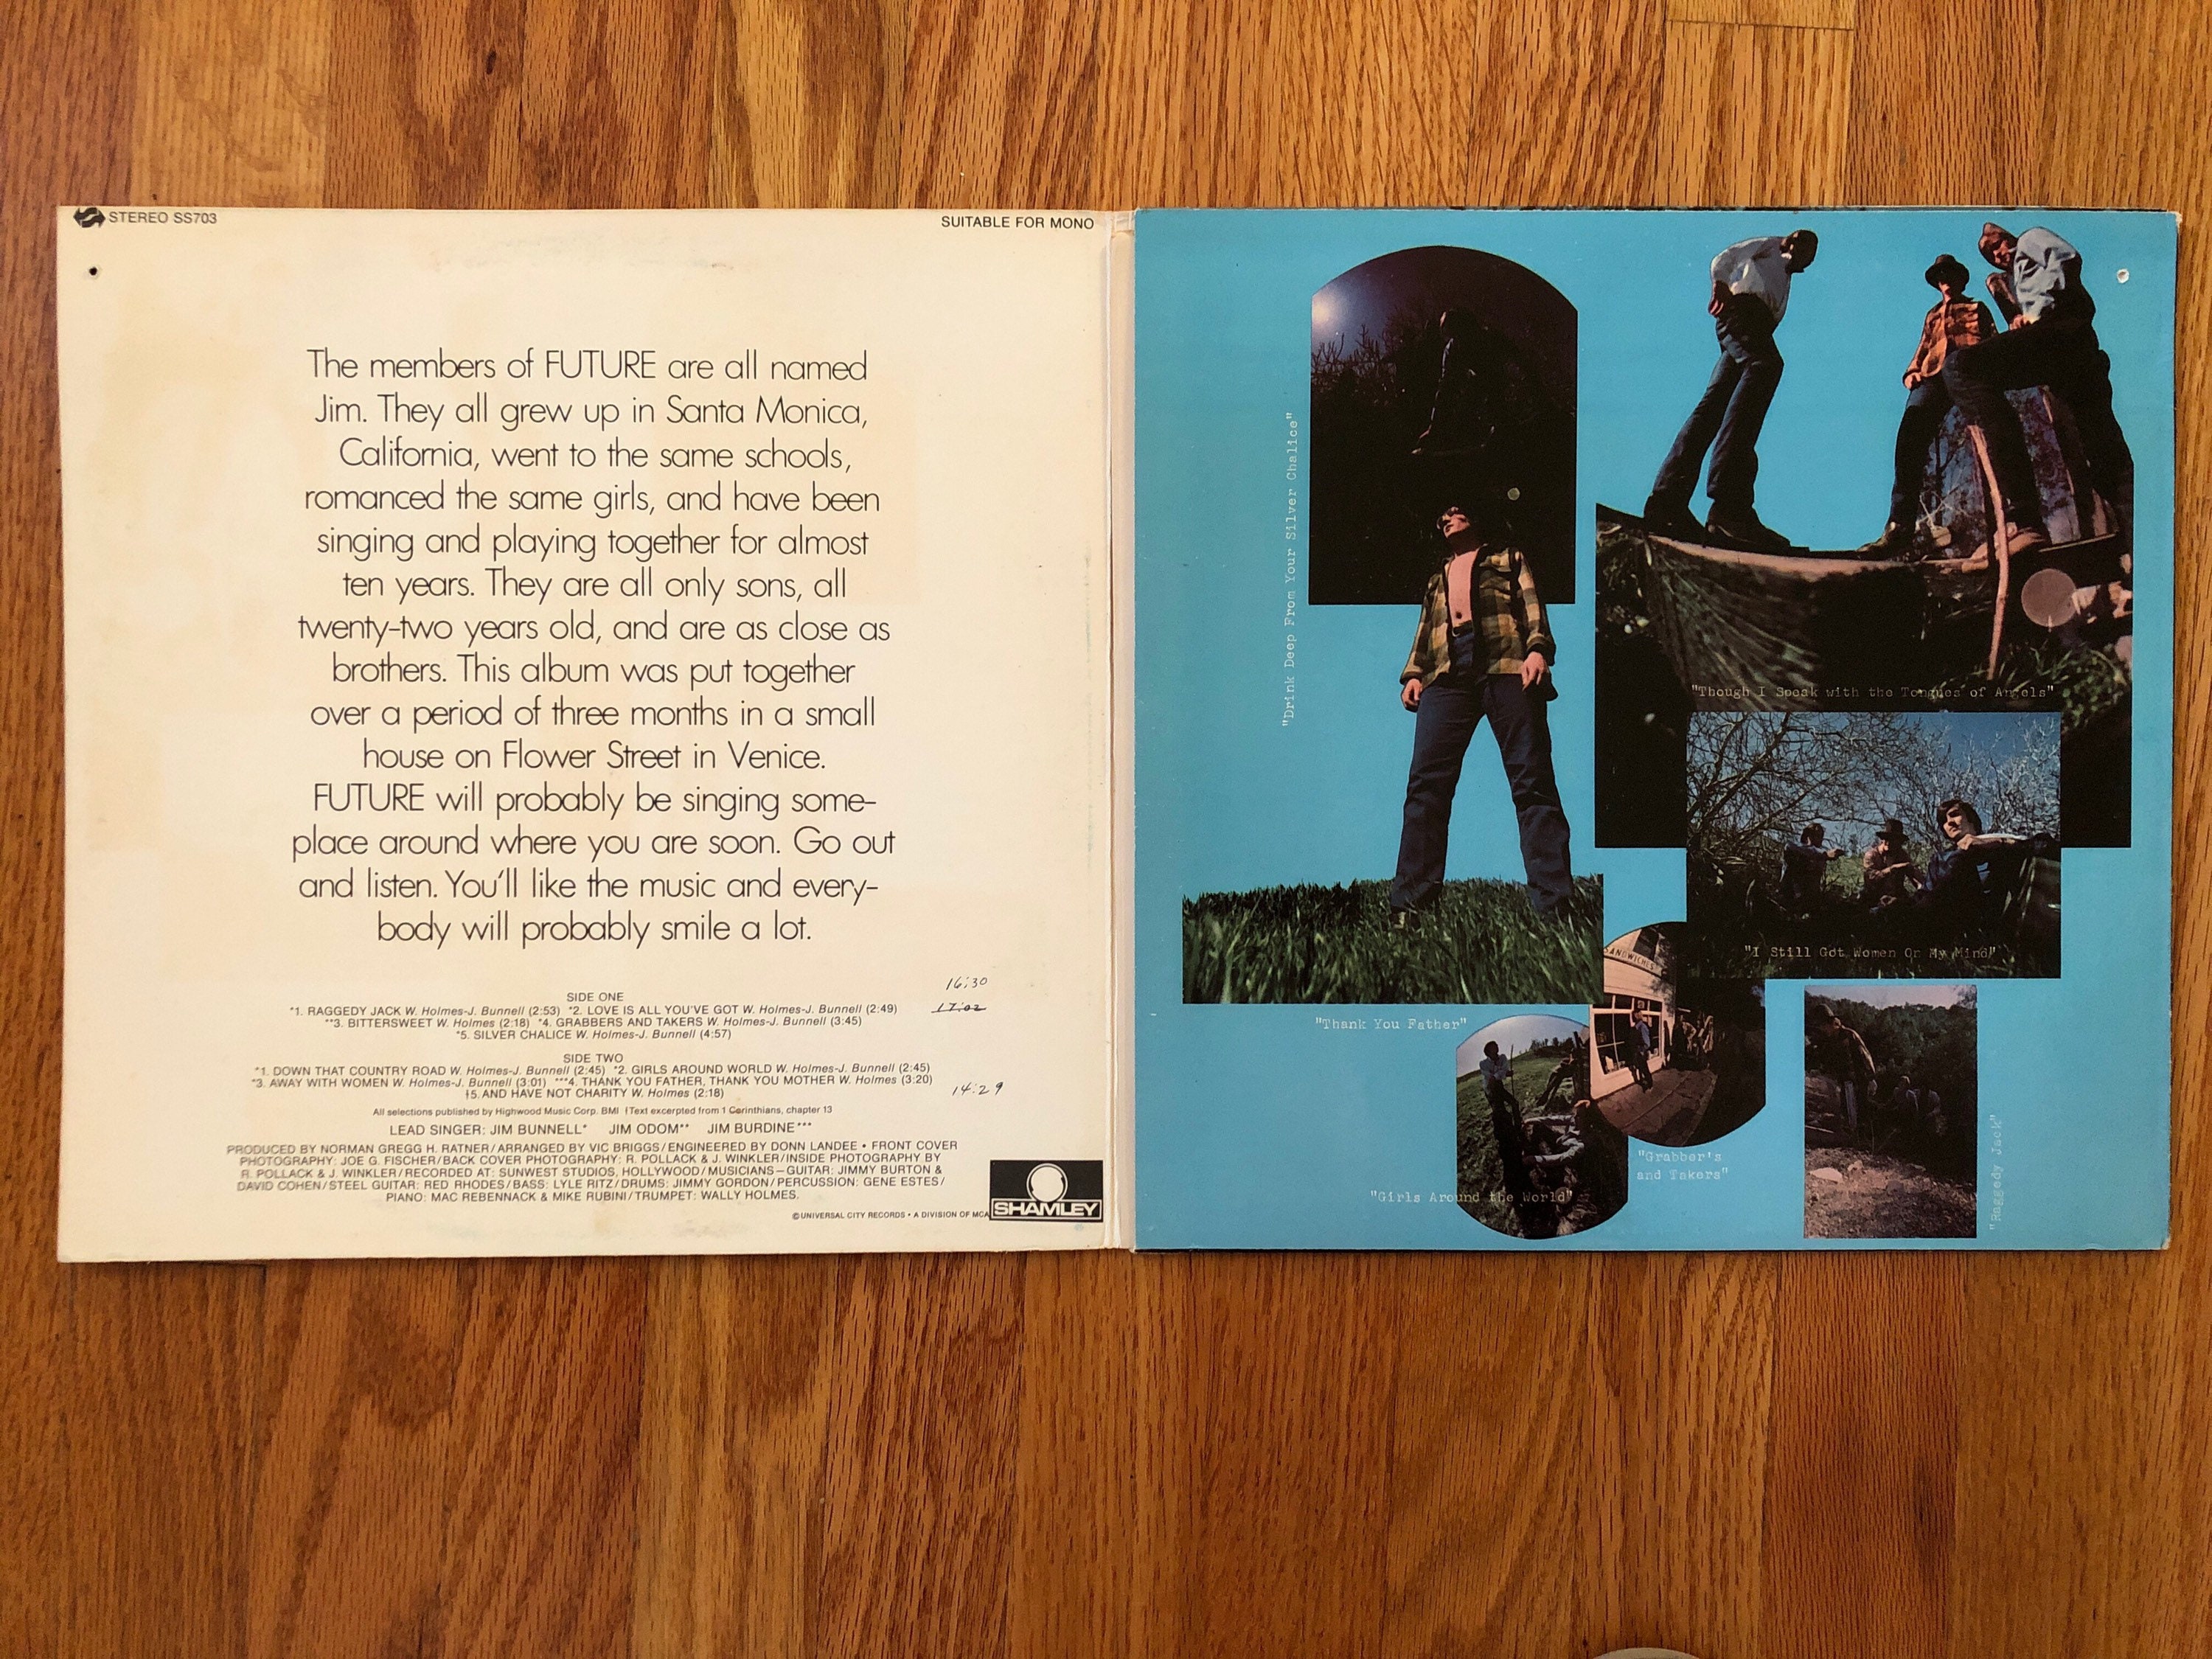 STEREO SS703
SUITABLE FOR MONO
The members of FUTURE are all named
Jim. They all grew up in Santa Monica,
California, went to the same schools,
romanced the same girls, and have been
singing and playing together for almost
ten years. They are all only sons, all
twenty-two years old, and are as close as
brothers. This album was put together
over a period of three months in a small
house on Flower Street in Venice.
FUTURE will probably be singing some-
place around where you are soon. Go out
and listen. You'll like the music and every-
body will probably smile a lot.
16:30
17:02
SIDE ONE
*1. RAGGEDY JACK W. Holmes-J. Bunnell (2:53) *2. LOVE IS ALL YOU'VE GOT W. Holmes-J. Bunnell (2:49)
**3. BITTERSWEET W. Holmes (2:18) *4. GRABBERS AND TAKERS W. Holmes-J. Bunnell (3:45)
*5. SILVER CHALICE W. Holmes-J. Bunnell (4:57)
SIDE TWO
*1. DOWN THAT COUNTRY ROAD W. Holmes-J. Bunnell (2:45) *2. GIRLS AROUND WORLD W. Holmes-J. Bunnell (2:45)
*3. AWAY WITH WOMEN W. Holmes-J. Bunnell (3:01) ***4. THANK YOU FATHER, THANK YOU MOTHER W. Holmes (3:20)
†5. AND HAVE NOT CHARITY W. Holmes (2:18)
14:29
All selections published by Highwood Music Corp. BMI †Text excerpted from 1 Corinthians, chapter 13
LEAD SINGER: JIM BUNNELL* JIM ODOM** JIM BURDINE***
PRODUCED BY NORMAN GREGG H. RATNER/ARRANGED BY VIC BRIGGS/ENGINEERED BY DONN LANDEE • FRONT COVER
PHOTOGRAPHY: JOE G. FISCHER/BACK COVER PHOTOGRAPHY: R. POLLACK & J. WINKLER/INSIDE PHOTOGRAPHY BY
R. POLLACK & J. WINKLER/RECORDED AT: SUNWEST STUDIOS, HOLLYWOOD/MUSICIANS—GUITAR: JIMMY BURTON &
DAVID COHEN/STEEL GUITAR: RED RHODES/BASS: LYLE RITZ/DRUMS: JIMMY GORDON/PERCUSSION: GENE ESTES/
PIANO: MAC REBENNACK & MIKE RUBINI/TRUMPET: WALLY HOLMES.
©UNIVERSAL CITY RECORDS • A DIVISION OF MCA
SHAMLEY
"Drink Deep From Your Silver Chalice"
"Though I Speak with the Tongues of Angels"
"I Still Got Women On My Mind"
SANDWICHES
"Thank You Father"
"Grabber's
and Takers"
"Girls Around the World"
"Raggedy Jack"